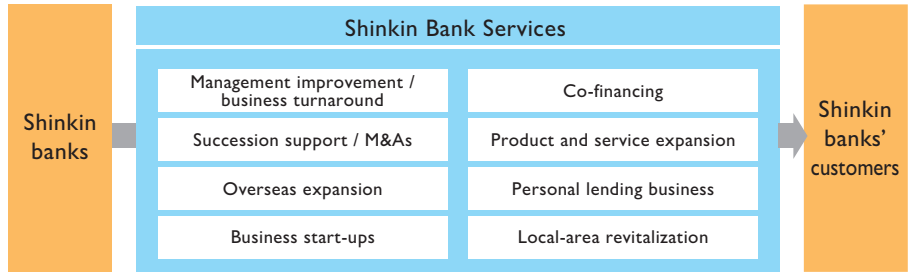 Shinkin
banks
Shinkin Bank Services
Management improvement /
business turnaround
Succession support / M&As
Overseas expansion
Business start-ups
Co-financing
Product and service expansion
Personal lending business
Local-area revitalization
Shinkin
banks'
customers